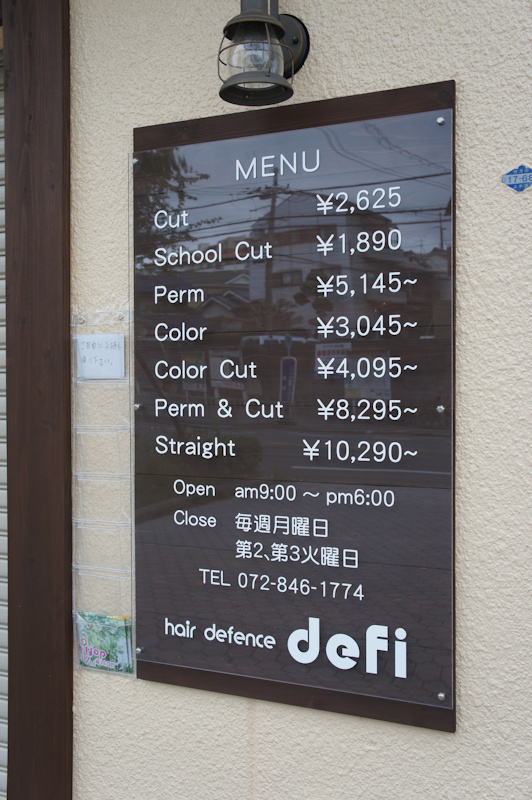 MENU
Cut ¥2,625
School Cut ¥1,890
Perm ¥5,145~
Color ¥3,045~
Color Cut ¥4,095~
Perm & Cut ¥8,295~
Straight ¥10,290~
Open am9:00 ~ pm6:00
Close 毎週月曜日
第2、第3火曜日
TEL 072-846-1774
hair defence defi